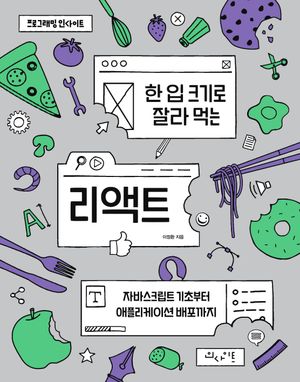 프로그래밍 인사이트
한 입 크기로
잘라 먹는
리액트
이정환 지음
A
T
자바스크립트 기초부터
애플리케이션 배포까지
인사이트